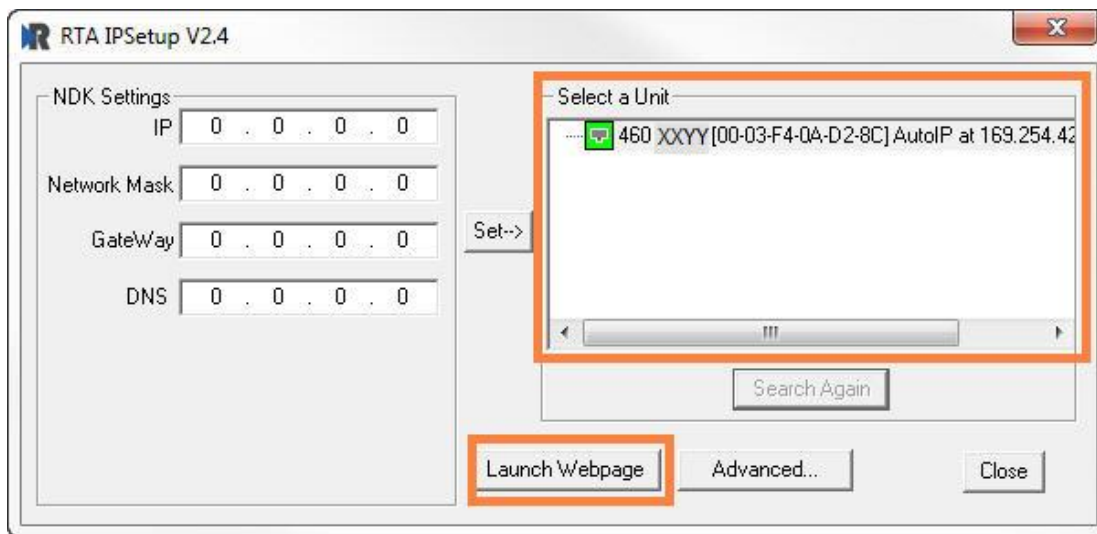 RTA IPSetup V2.4
NDK Settings
IP 0 . 0 . 0 . 0
Network Mask 0 . 0 . 0 . 0
GateWay 0 . 0 . 0 . 0
DNS 0 . 0 . 0 . 0
Set-->
Select a Unit
460 XXYY [00-03-F4-0A-D2-8C] AutoIP at 169.254.42
Search Again
Launch Webpage
Advanced...
Close